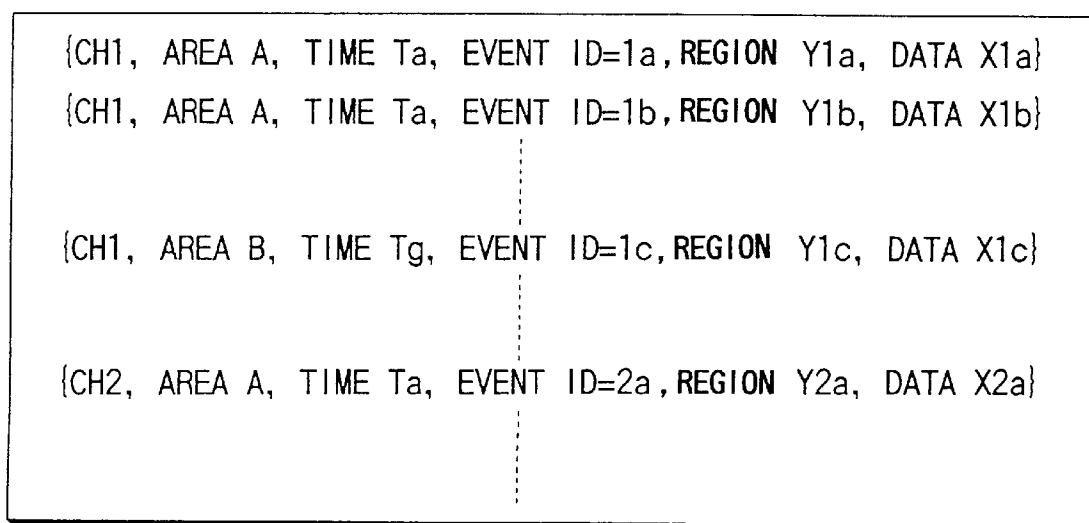 {CH1, AREA A, TIME Ta, EVENT ID=1a, REGION Y1a, DATA X1a}
{CH1, AREA A, TIME Ta, EVENT ID=1b, REGION Y1b, DATA X1b}
{CH1, AREA B, TIME Tg, EVENT ID=1c, REGION Y1c, DATA X1c}
{CH2, AREA A, TIME Ta, EVENT ID=2a, REGION Y2a, DATA X2a}